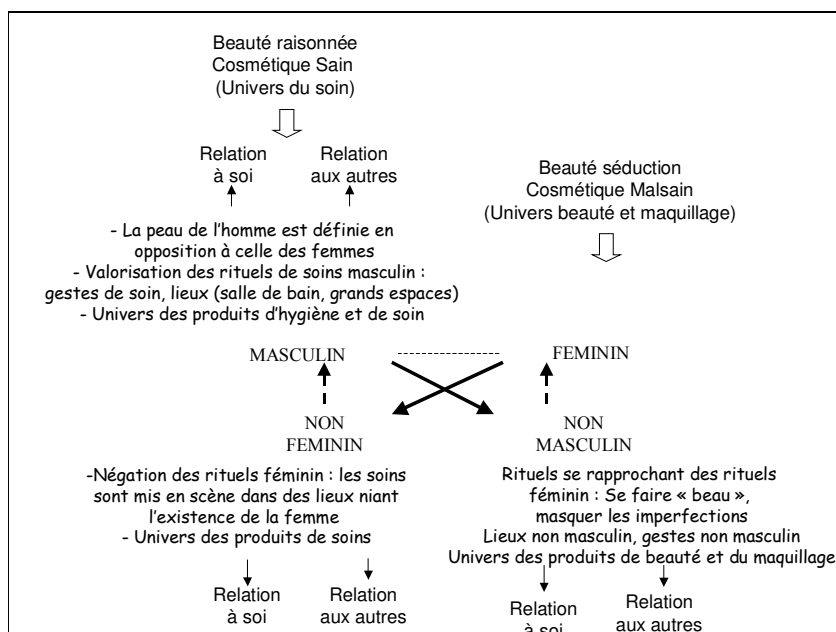 Beauté raisonnée
Cosmétique Sain
(Univers du soin)
Relation
à soi
Relation
aux autres
Beauté séduction
Cosmétique Malsain
(Univers beauté et maquillage)
- La peau de l'homme est définie en
opposition à celle des femmes
- Valorisation des rituels de soins masculin :
gestes de soin, lieux (salle de bain, grands espaces)
- Univers des produits d'hygiène et de soin
MASCULIN
FEMININ
NON
FEMININ
NON
MASCULIN
-Négation des rituels féminin : les soins
sont mis en scène dans des lieux niant
l'existence de la femme
- Univers des produits de soins
Rituels se rapprochant des rituels
féminin : Se faire « beau »,
masquer les imperfections
Lieux non masculin, gestes non masculin
Univers des produits de beauté et du maquillage
Relation
à soi
Relation
aux autres
Relation
à soi
Relation
aux autres